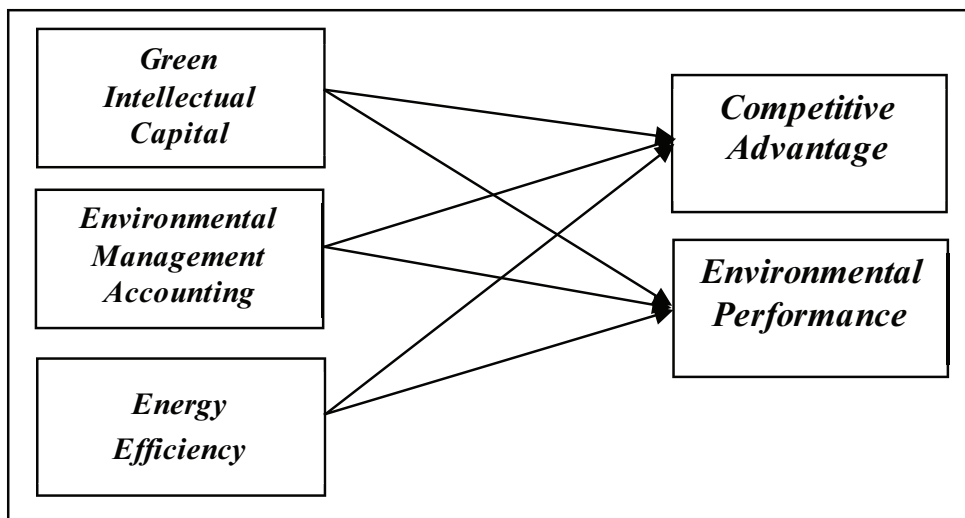 Green
Intellectual
Capital
Environmental
Management
Accounting
Energy
Efficiency
Competitive
Advantage
Environmental
Performance